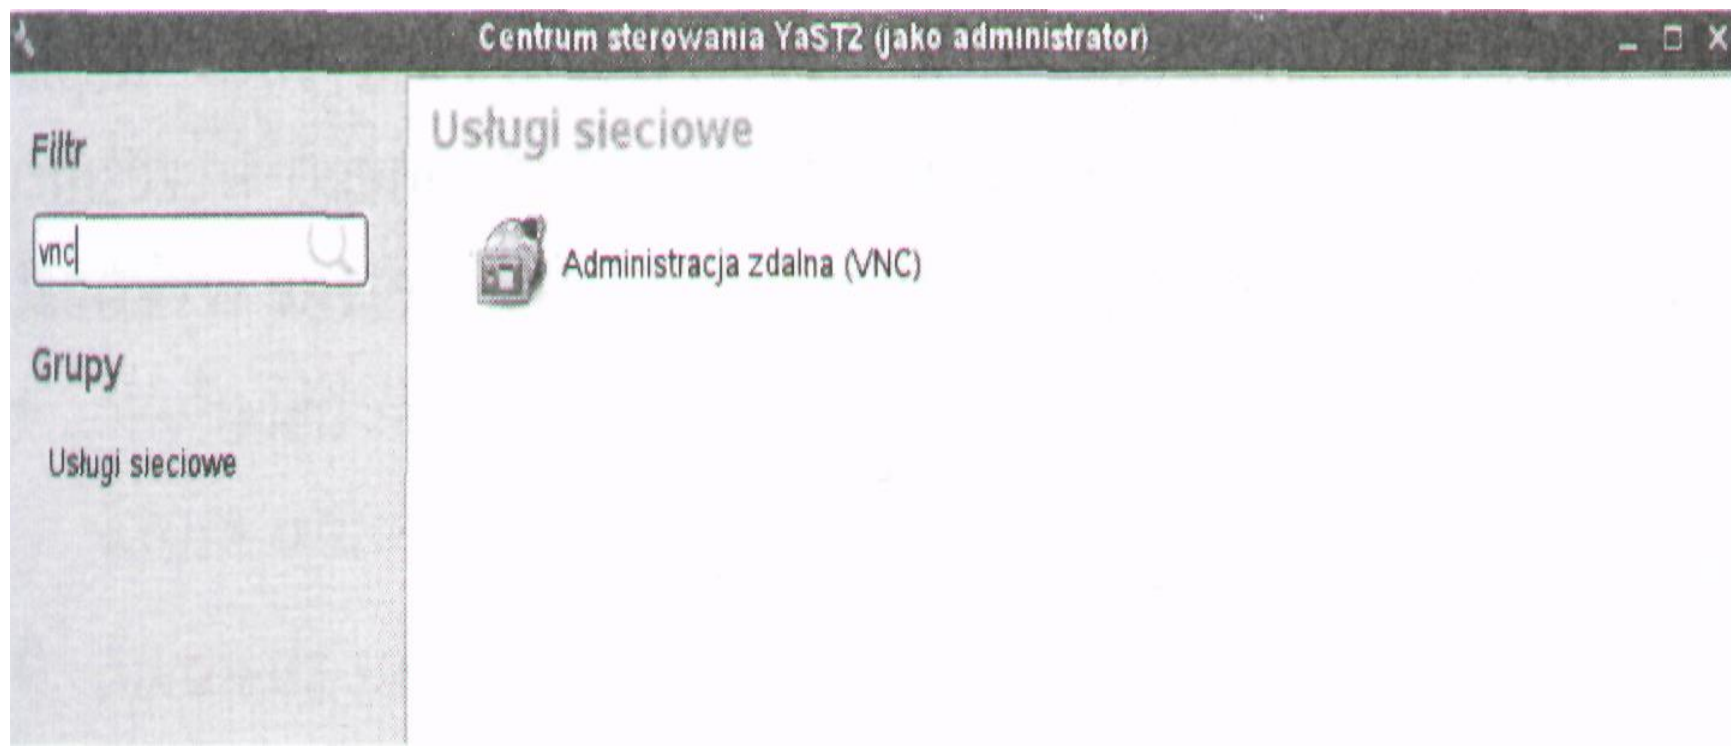 Centrum sterowania YaST2 (jako administrator)
Filtr
vnc
Grupy
Usługi sieciowe
Usługi sieciowe
Administracja zdalna (VNC)